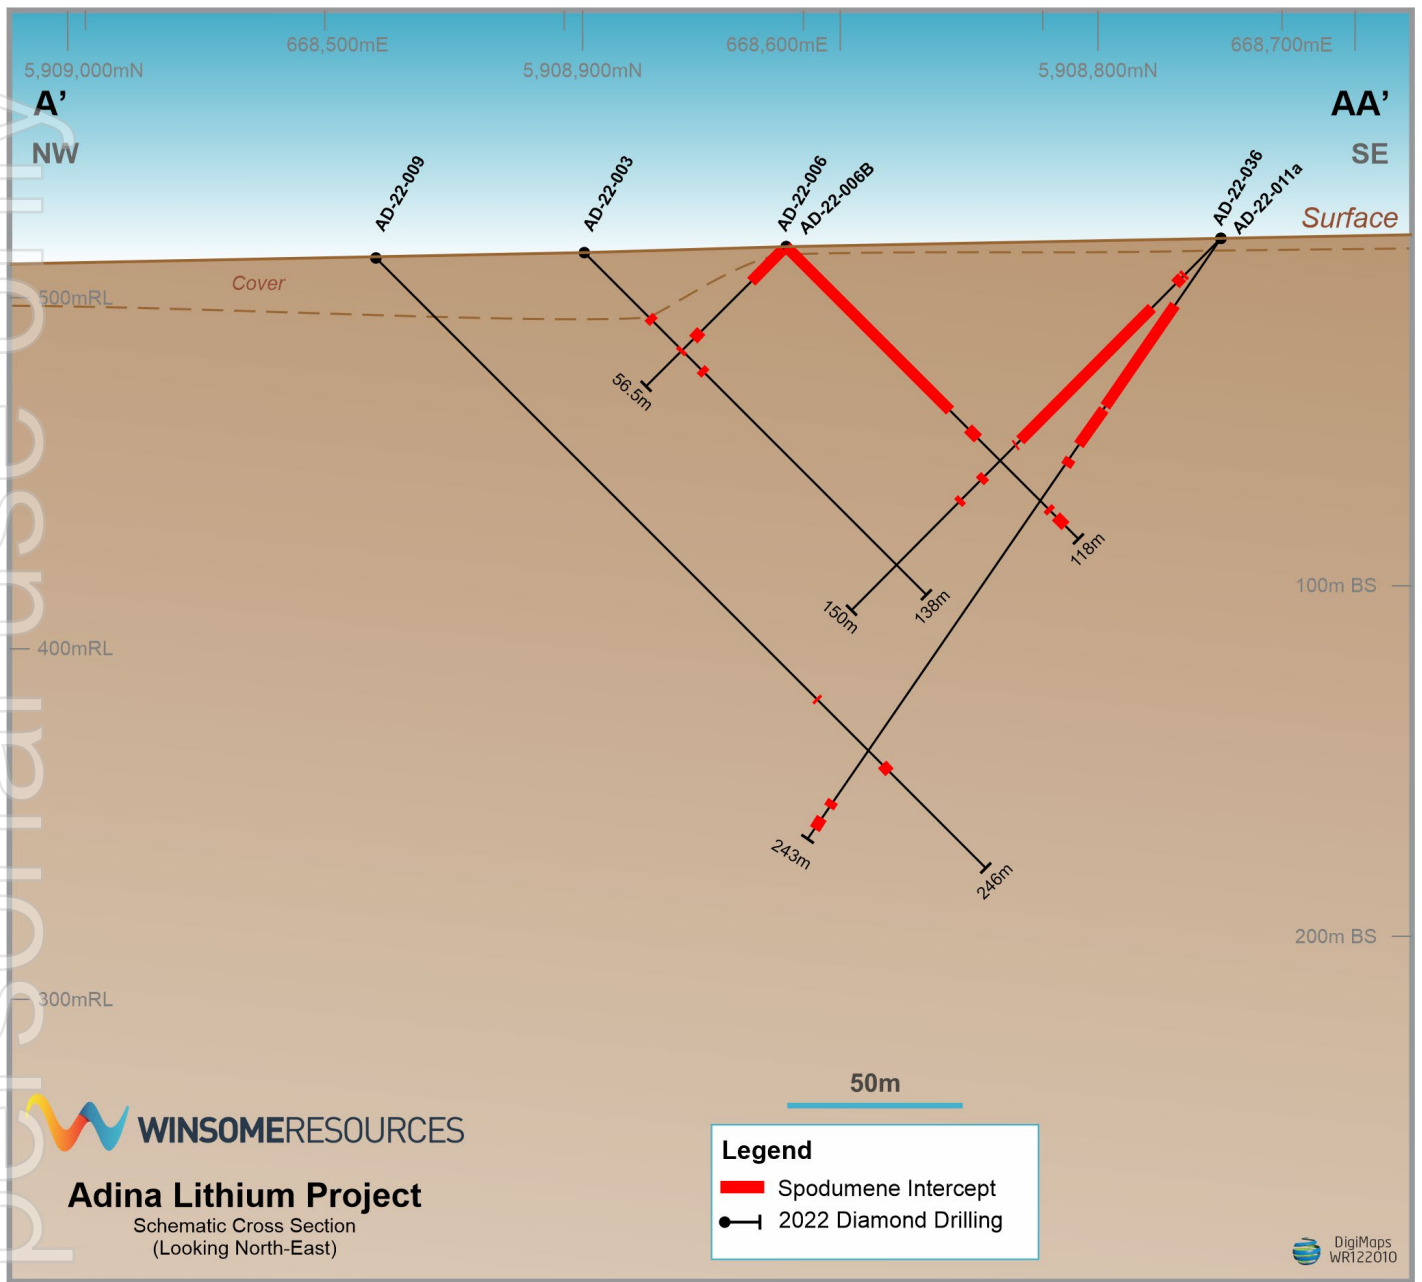 668,500mE
668,600mE
668,700mE
5,909,000mN
5,908,900mN
5,908,800mN
A’
AA’
NW
SE
AD-22-009
AD-22-003
AD-22-006
AD-22-006B
AD-22-036
AD-22-011a
Surface
Cover
500mRL
56.5m
118m
100m BS
150m
138m
400mRL
243m
246m
200m BS
300mRL
50m
WINSOMERESOURCES
Legend
Spodumene Intercept
2022 Diamond Drilling
Adina Lithium Project
Schematic Cross Section
(Looking North-East)
DigiMaps
WR122010
personal use only